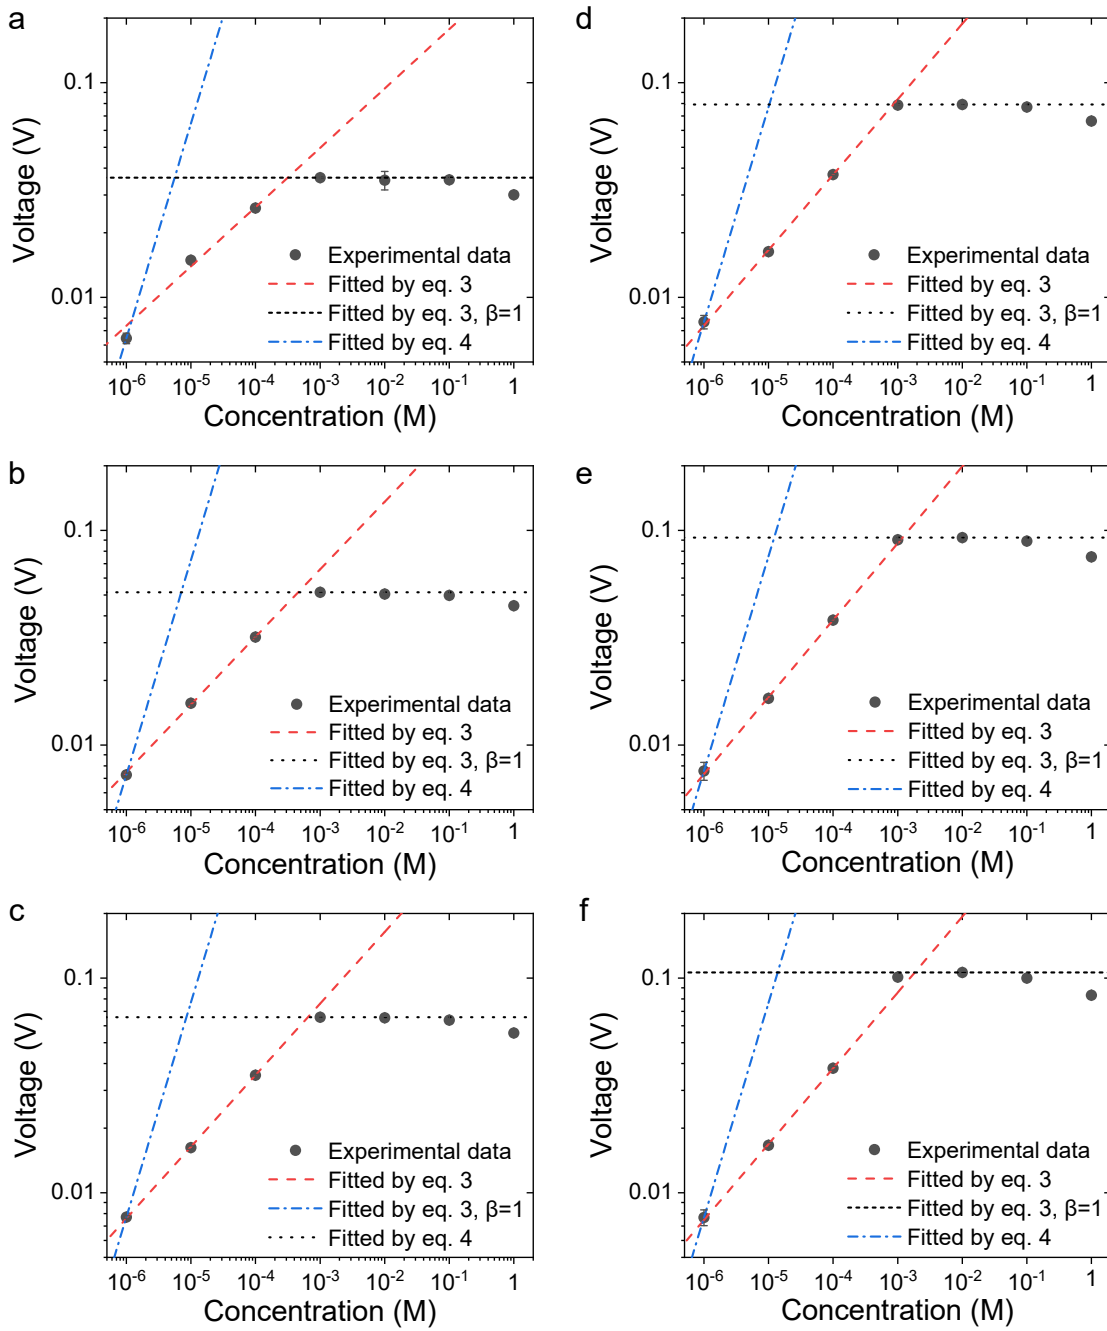 a
Voltage (V)
0.1
0.01
Experimental data
Fitted by eq. 3
Fitted by eq. 3, β=1
Fitted by eq. 4
10⁻⁶ 10⁻⁵ 10⁻⁴ 10⁻³ 10⁻² 10⁻¹ 1
Concentration (M)
b
Voltage (V)
0.1
0.01
Experimental data
Fitted by eq. 3
Fitted by eq. 3, β=1
Fitted by eq. 4
10⁻⁶ 10⁻⁵ 10⁻⁴ 10⁻³ 10⁻² 10⁻¹ 1
Concentration (M)
c
Voltage (V)
0.1
0.01
Experimental data
Fitted by eq. 3
Fitted by eq. 3, β=1
Fitted by eq. 4
10⁻⁶ 10⁻⁵ 10⁻⁴ 10⁻³ 10⁻² 10⁻¹ 1
Concentration (M)
d
Voltage (V)
0.1
0.01
Experimental data
Fitted by eq. 3
Fitted by eq. 3, β=1
Fitted by eq. 4
10⁻⁶ 10⁻⁵ 10⁻⁴ 10⁻³ 10⁻² 10⁻¹ 1
Concentration (M)
e
Voltage (V)
0.1
0.01
Experimental data
Fitted by eq. 3
Fitted by eq. 3, β=1
Fitted by eq. 4
10⁻⁶ 10⁻⁵ 10⁻⁴ 10⁻³ 10⁻² 10⁻¹ 1
Concentration (M)
f
Voltage (V)
0.1
0.01
Experimental data
Fitted by eq. 3
Fitted by eq. 3, β=1
Fitted by eq. 4
10⁻⁶ 10⁻⁵ 10⁻⁴ 10⁻³ 10⁻² 10⁻¹ 1
Concentration (M)